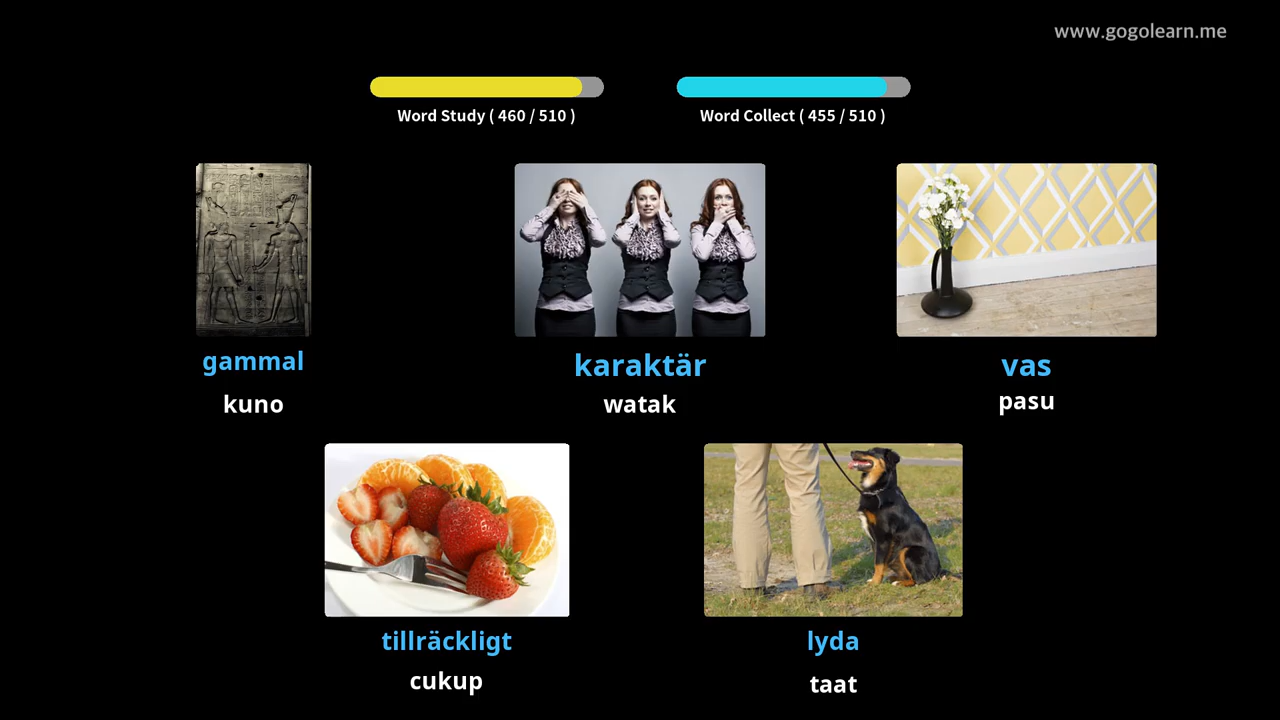 www.gogolearn.me
Word Study ( 460 / 510 )
Word Collect ( 455 / 510 )
gammal
kuno
karaktär
watak
vas
pasu
tillräckligt
cukup
lyda
taat